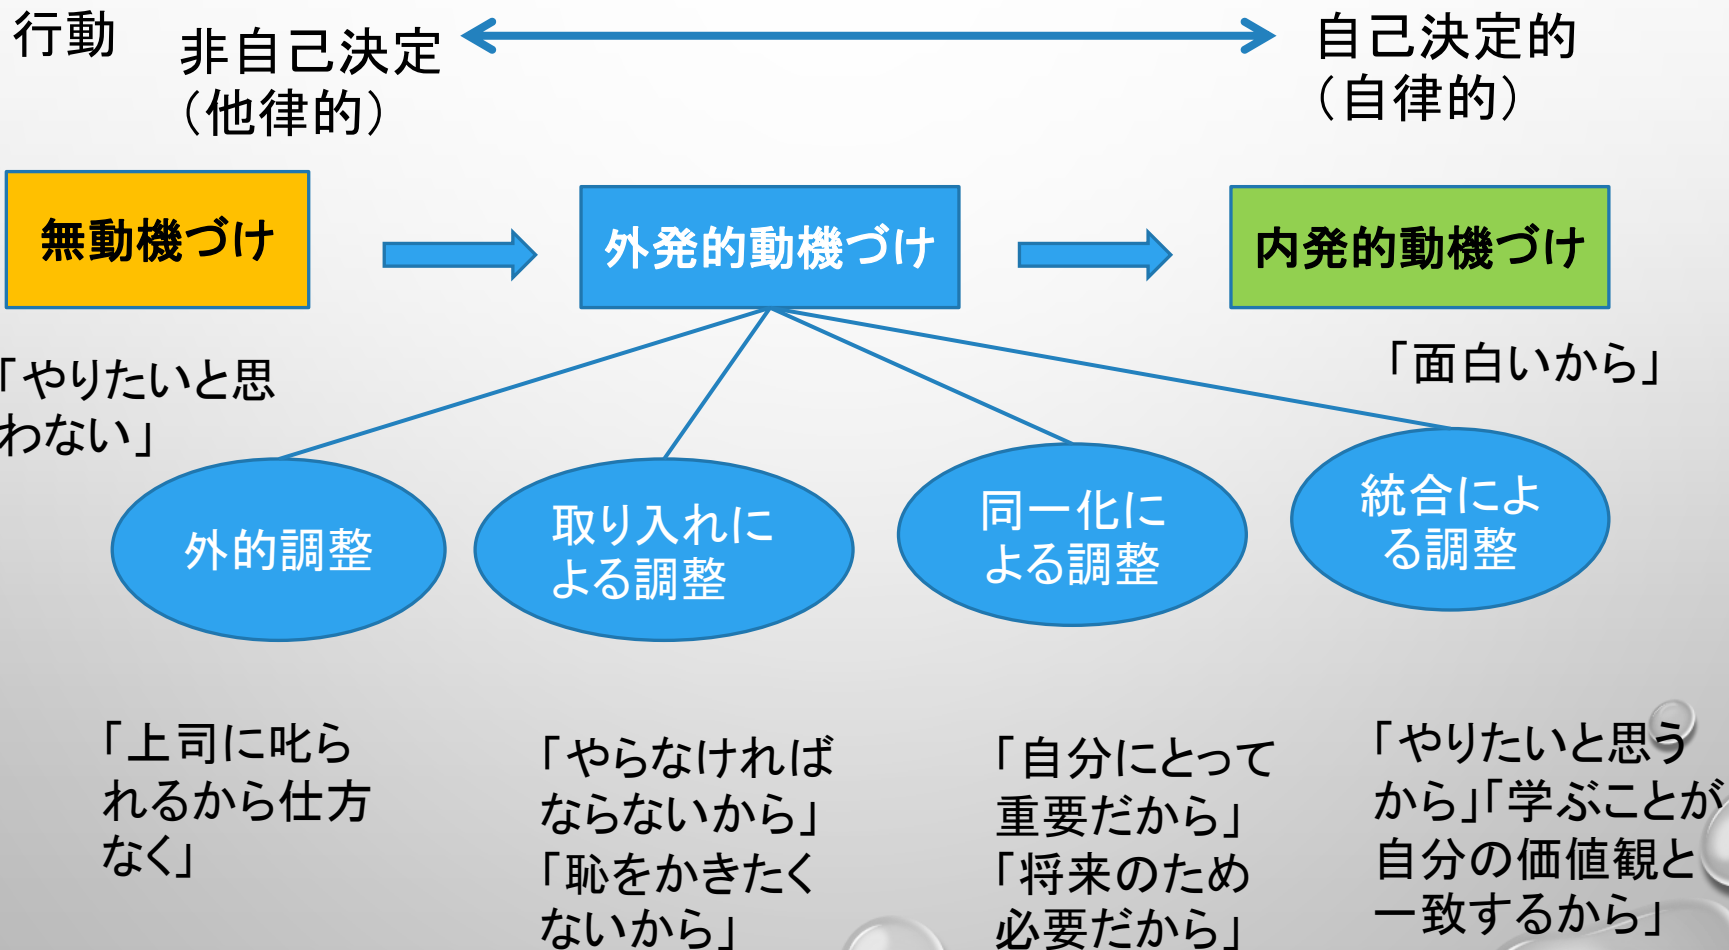 行動
非自己決定
（他律的）
自己決定的
（自律的）
無動機づけ
外発的動機づけ
内発的動機づけ
「やりたいと思
わない」
「面白いから」
外的調整
取り入れに
よる調整
同一化に
よる調整
統合によ
る調整
「上司に叱ら
れるから仕方
なく」
「やらなければ
ならないから」
「恥をかきたく
ないから」
「自分にとって
重要だから」
「将来のため
必要だから」
「やりたいと思う
から」「学ぶことが
自分の価値観と
一致するから」